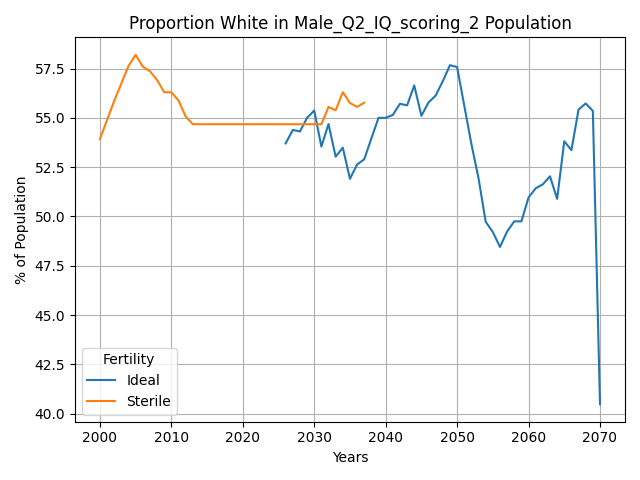 Proportion White in Male_Q2_IQ_scoring_2 Population
% of Population
57.5
55.0
52.5
50.0
47.5
45.0
42.5
40.0
Fertility
Ideal
Sterile
2000 2010 2020 2030 2040 2050 2060 2070
Years